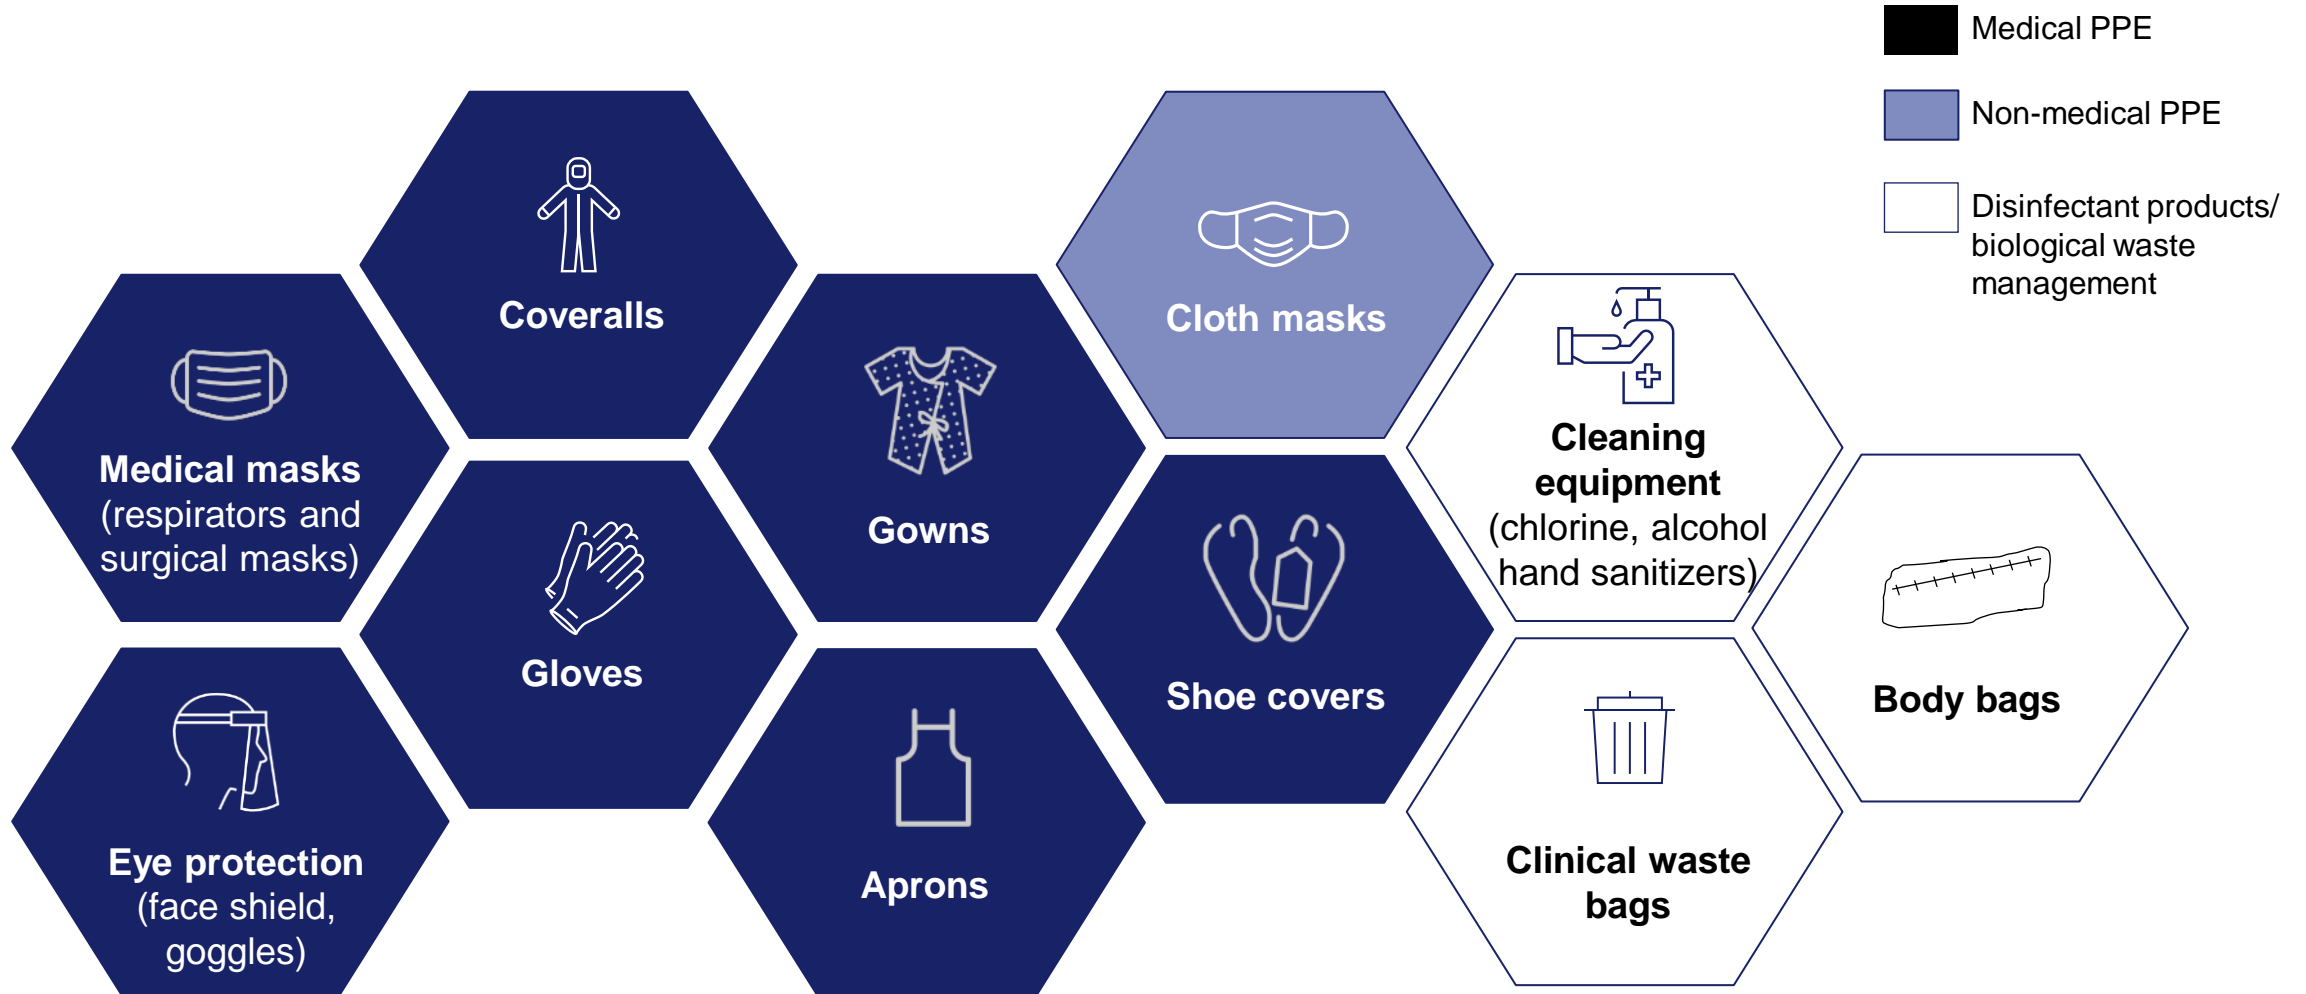 Medical PPE
Non-medical PPE
Disinfectant products/
biological waste
management
Coveralls
Cloth masks
Medical masks
(respirators and
surgical masks)
Gowns
Cleaning
equipment
(chlorine, alcohol
hand sanitizers)
Gloves
Shoe covers
Body bags
Eye protection
(face shield,
goggles)
Aprons
Clinical waste
bags